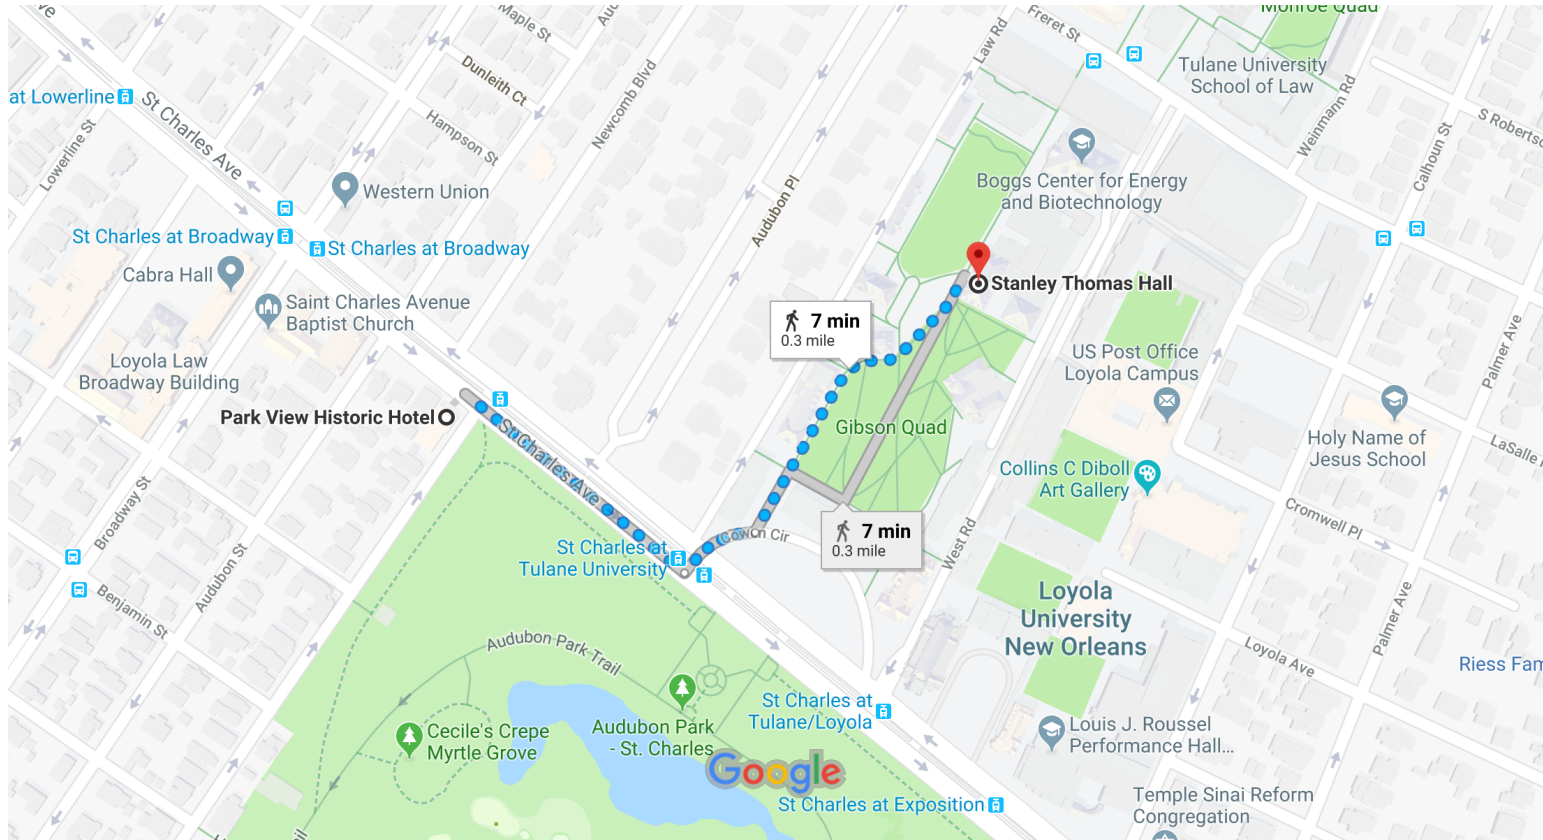 ve
Maple St
Dunleith Ct
Hampson St
Newcomb Blvd
Law Rd
Freret St
Monroe Quad
Tulane University
School of Law
Weinmann Rd
Calhoun St
S Robertso
at Lowerline
St Charles Ave
Lowerline St
Western Union
St Charles at Broadway
St Charles at Broadway
Cabra Hall
Saint Charles Avenue
Baptist Church
Loyola Law
Broadway Building
Audubon Pl
Boggs Center for Energy
and Biotechnology
Stanley Thomas Hall
7 min
0.3 mile
US Post Office
Loyola Campus
Palmer Ave
Park View Historic Hotel
St Charles Ave
Gibson Quad
Holy Name of
Jesus School
LaSalle
Collins C Diboll
Art Gallery
Cromwell Pl
7 min
0.3 mile
Cowen Cir
West Rd
Broadway St
St Charles at
Tulane University
Audubon St
Benjamin St
Loyola
University
New Orleans
Palmer Ave
Loyola Ave
Riess Fam
Audubon Park Trail
St Charles at
Tulane/Loyola
Cecile's Crepe
Myrtle Grove
Audubon Park
- St. Charles
Louis J. Roussel
Performance Hall...
Google
St Charles at Exposition
Temple Sinai Reform
Congregation